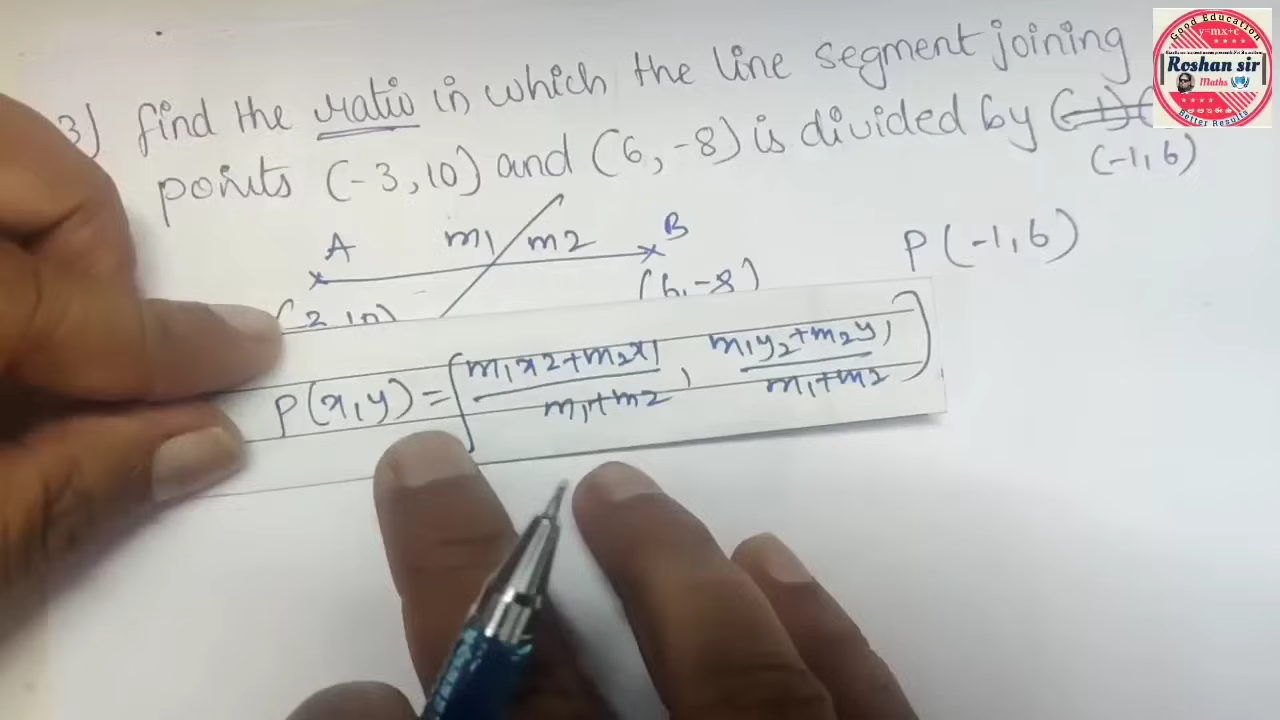 3) find the ratio in which the line segment joining
points (-3,10) and (6,-8) is divided by
(-1,6)
A m1 m2 B
P(-1,6)
(6,-8)
P(x,y) = [m1x2+m2x1/m1+m2, m1y2+m2y1/m1+m2)
Good Education
y=mx+c
Roshan sir
Maths
Better Results